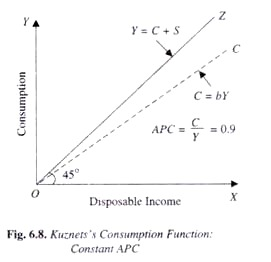 Y
Z
Y = C + S
C
C = bY
APC = C/Y = 0.9
Consumption
45°
O
Disposable Income
X
Fig. 6.8. Kuznets's Consumption Function:
Constant APC